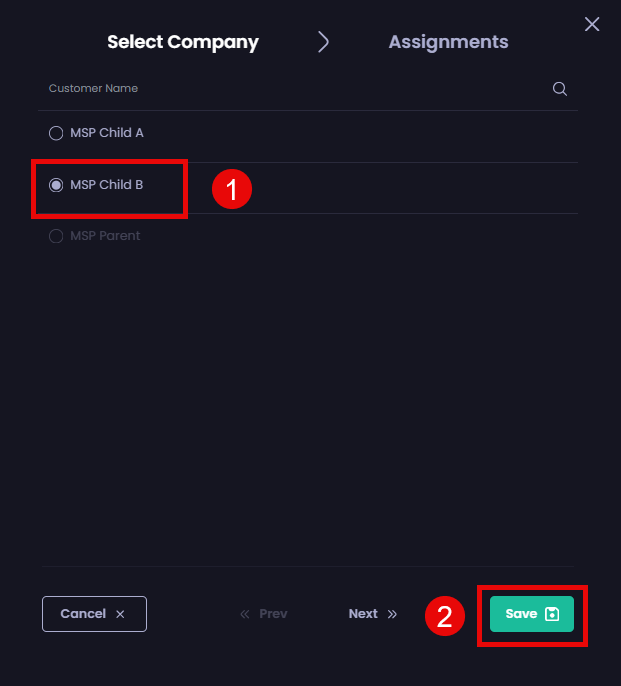 Select Company
Assignments
Customer Name
MSP Child A
MSP Child B
1
MSP Parent
Cancel
Prev
Next
2
Save